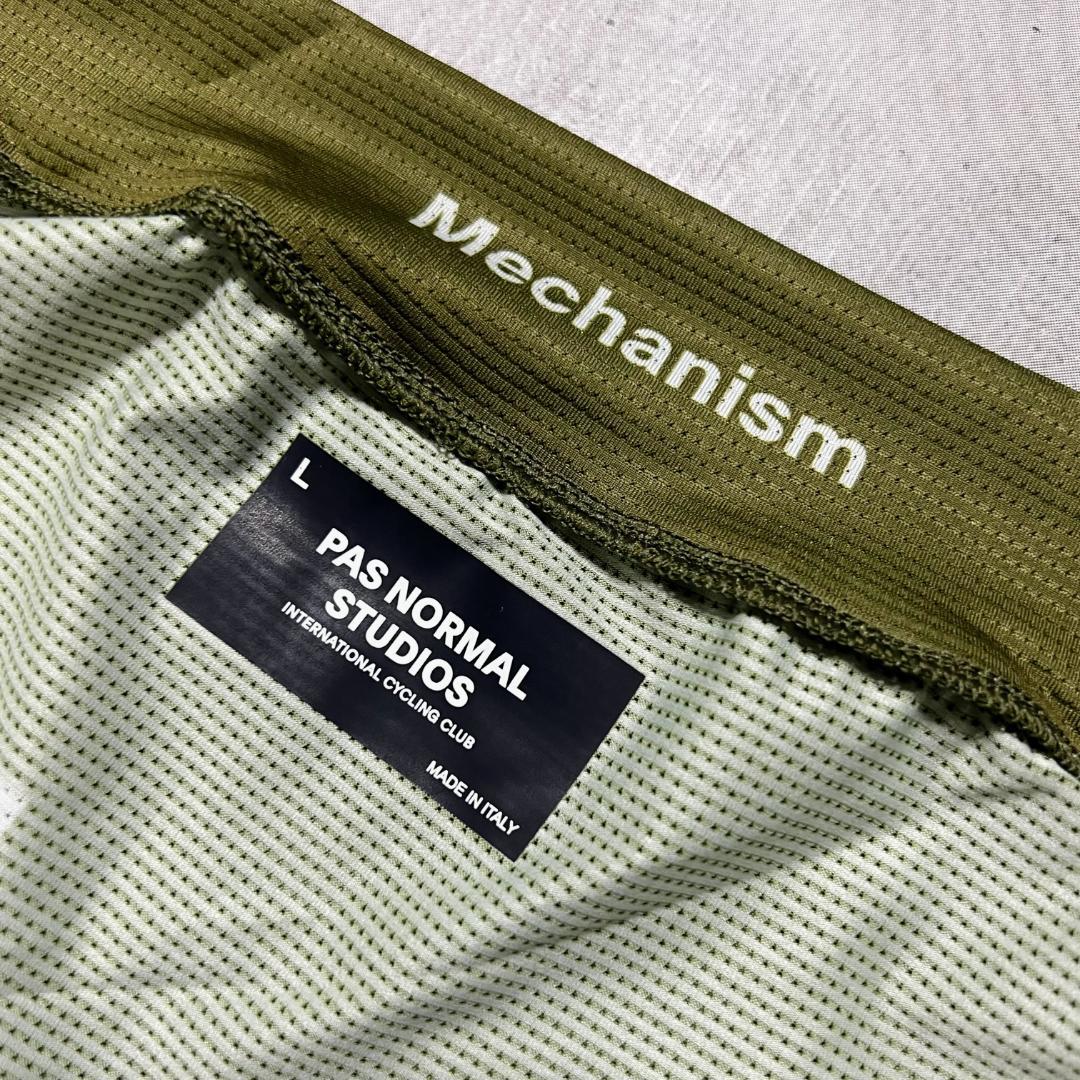 Mechanism
L
PAS NORMAL
STUDIOS
INTERNATIONAL CYCLING CLUB
MADE IN ITALY